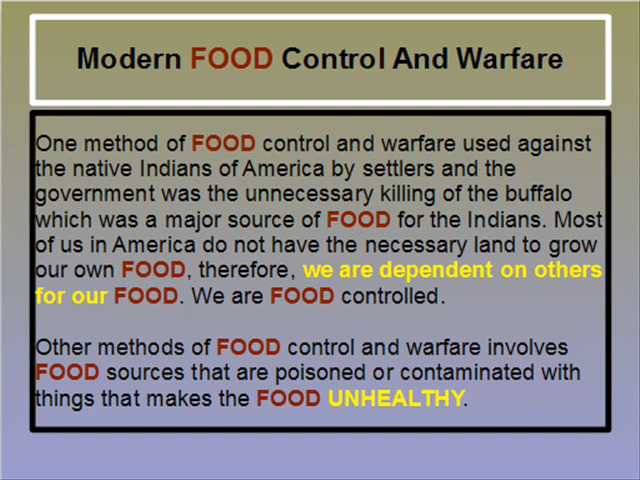 Modern FOOD Control And Warfare
One method of FOOD control and warfare used against
the native Indians of America by settlers and the
government was the unnecessary killing of the buffalo
which was a major source of FOOD for the Indians. Most
of us in America do not have the necessary land to grow
our own FOOD, therefore, we are dependent on others
for our FOOD. We are FOOD controlled.
Other methods of FOOD control and warfare involves
FOOD sources that are poisoned or contaminated with
things that makes the FOOD UNHEALTHY.